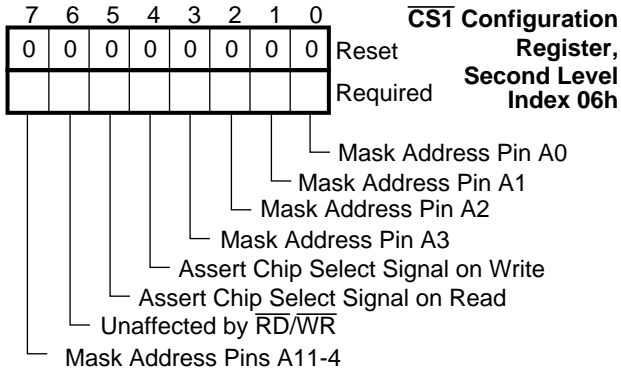 7 6 5 4 3 2 1 0
CS1 Configuration
Register,
Second Level
Index 06h
0 0 0 0 0 0 0 0 Reset
Required
Mask Address Pin A0
Mask Address Pin A1
Mask Address Pin A2
Mask Address Pin A3
Assert Chip Select Signal on Write
Assert Chip Select Signal on Read
Unaffected by RD/WR
Mask Address Pins A11-4